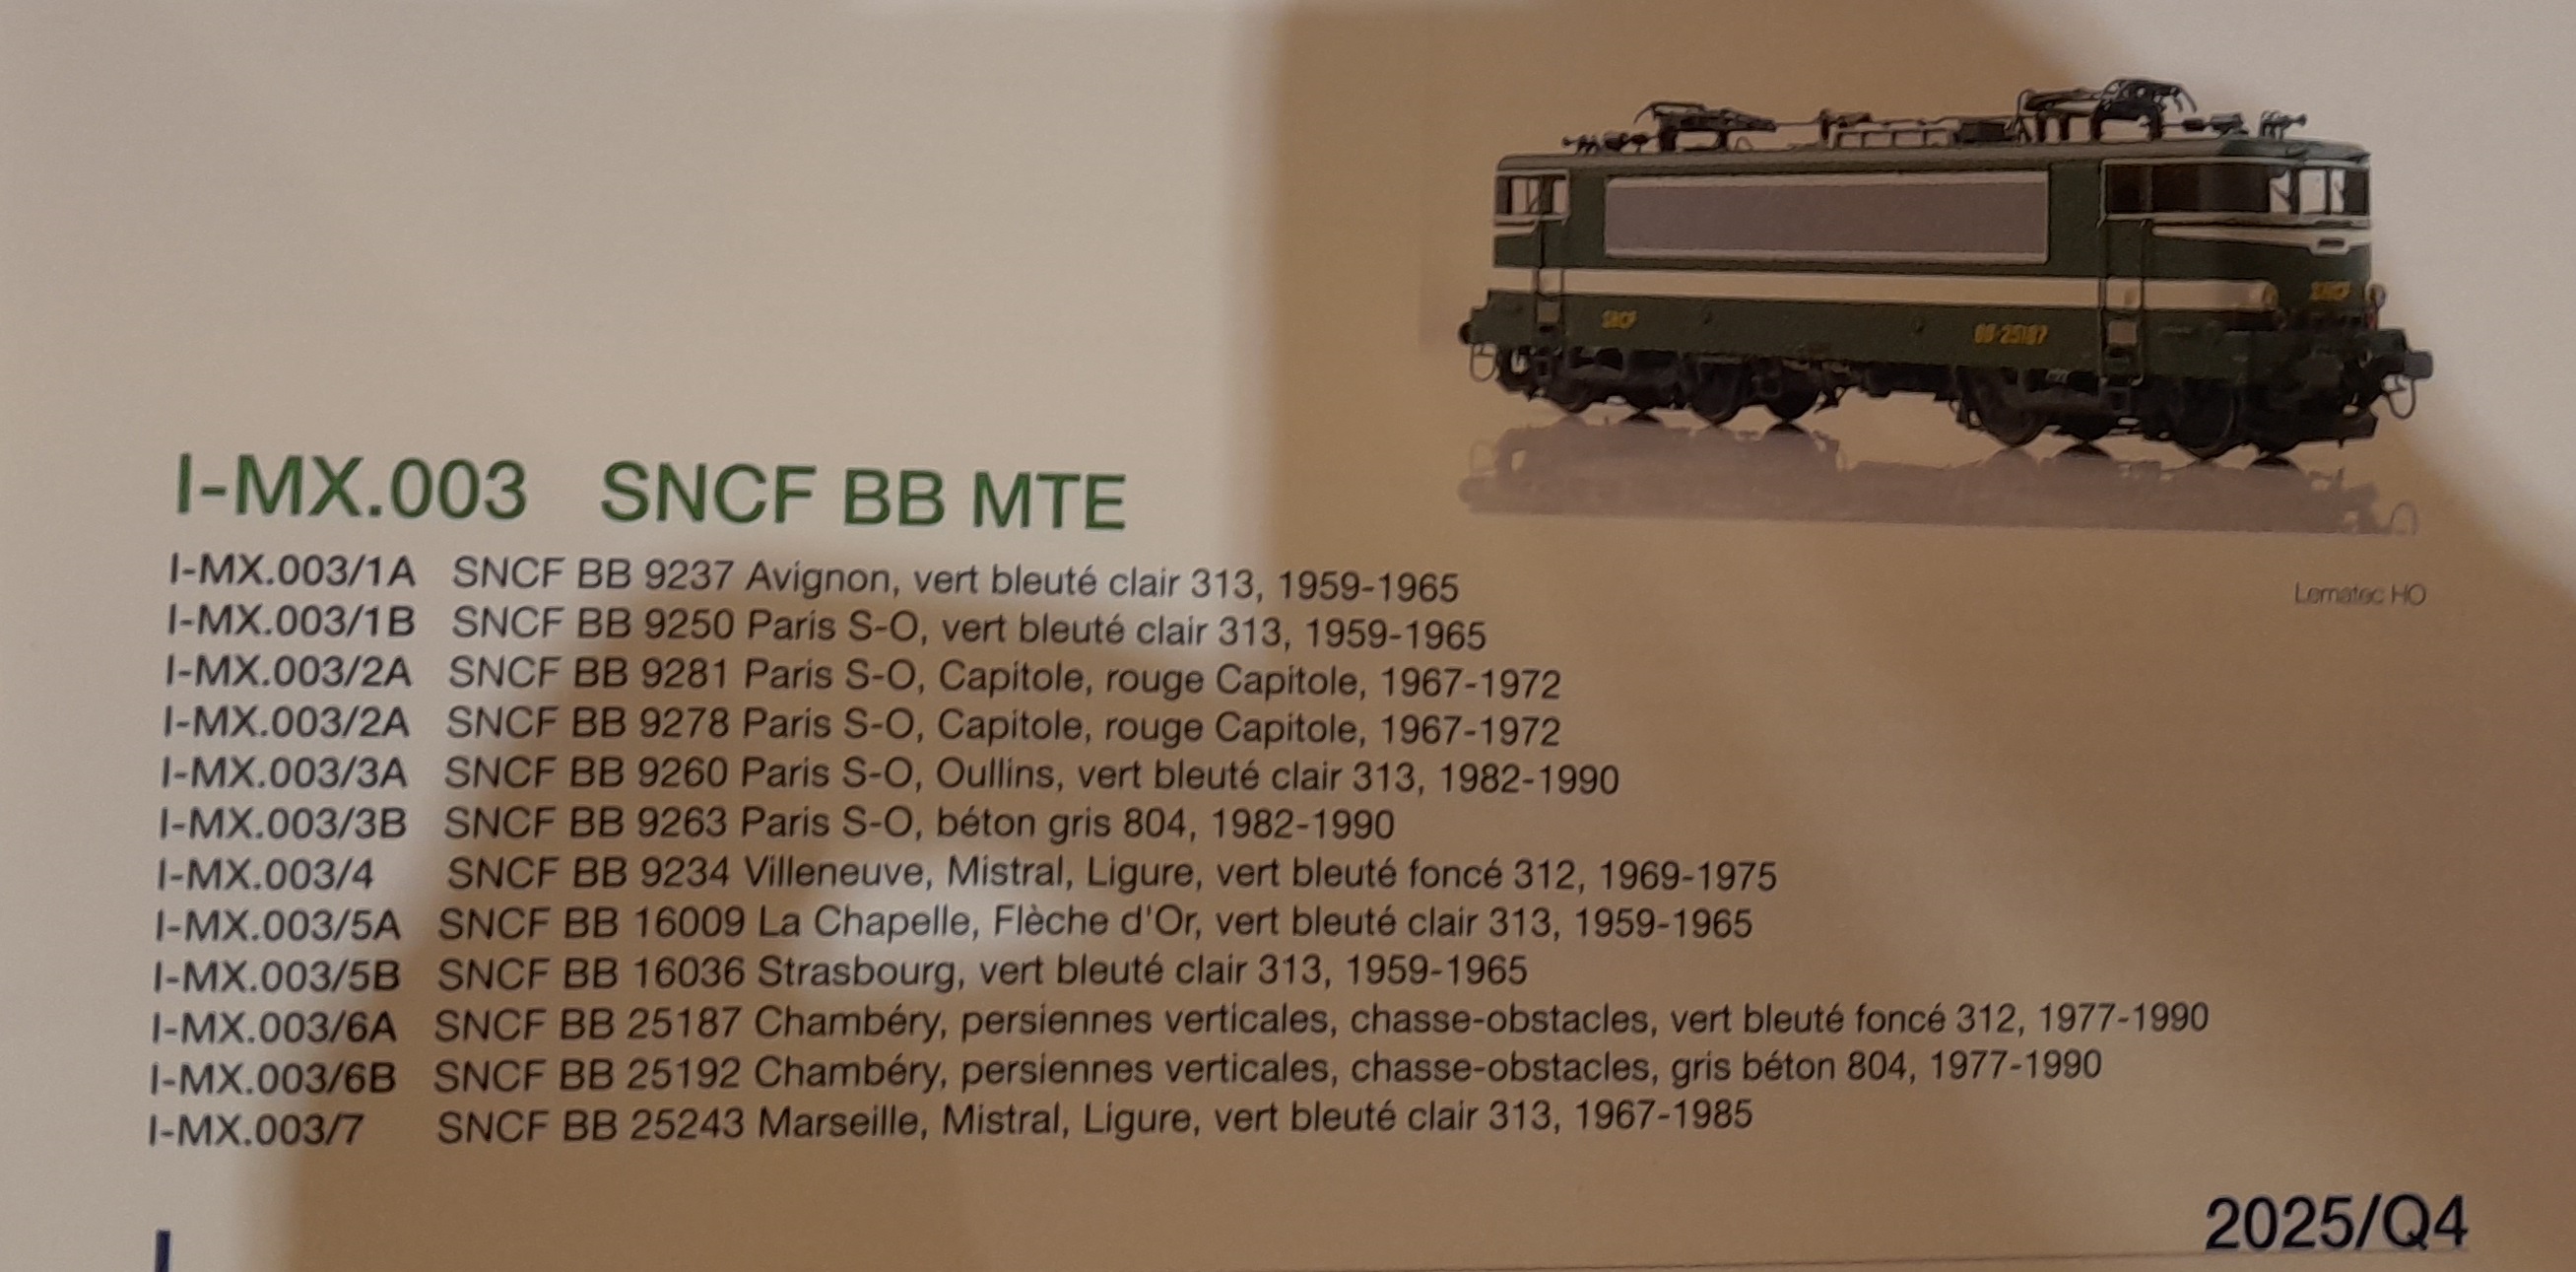 SNCF
SNCF
BB-25187
I-MX.003 SNCF BB MTE
Lematec HO
I-MX.003/1A SNCF BB 9237 Avignon, vert bleuté clair 313, 1959-1965
I-MX.003/1B SNCF BB 9250 Paris S-O, vert bleuté clair 313, 1959-1965
I-MX.003/2A SNCF BB 9281 Paris S-O, Capitole, rouge Capitole, 1967-1972
I-MX.003/2A SNCF BB 9278 Paris S-O, Capitole, rouge Capitole, 1967-1972
I-MX.003/3A SNCF BB 9260 Paris S-O, Oullins, vert bleuté clair 313, 1982-1990
I-MX.003/3B SNCF BB 9263 Paris S-O, béton gris 804, 1982-1990
I-MX.003/4 SNCF BB 9234 Villeneuve, Mistral, Ligure, vert bleuté foncé 312, 1969-1975
I-MX.003/5A SNCF BB 16009 La Chapelle, Flèche d'Or, vert bleuté clair 313, 1959-1965
I-MX.003/5B SNCF BB 16036 Strasbourg, vert bleuté clair 313, 1959-1965
I-MX.003/6A SNCF BB 25187 Chambéry, persiennes verticales, chasse-obstacles, vert bleuté foncé 312, 1977-1990
I-MX.003/6B SNCF BB 25192 Chambéry, persiennes verticales, chasse-obstacles, gris béton 804, 1977-1990
I-MX.003/7 SNCF BB 25243 Marseille, Mistral, Ligure, vert bleuté clair 313, 1967-1985
2025/Q4